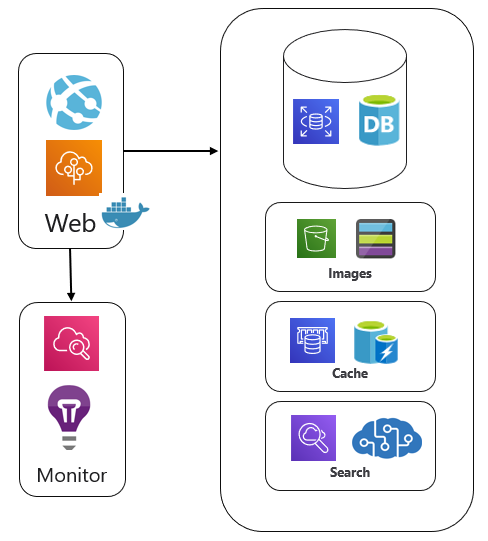 Web
DB
Images
Cache
Search
Monitor